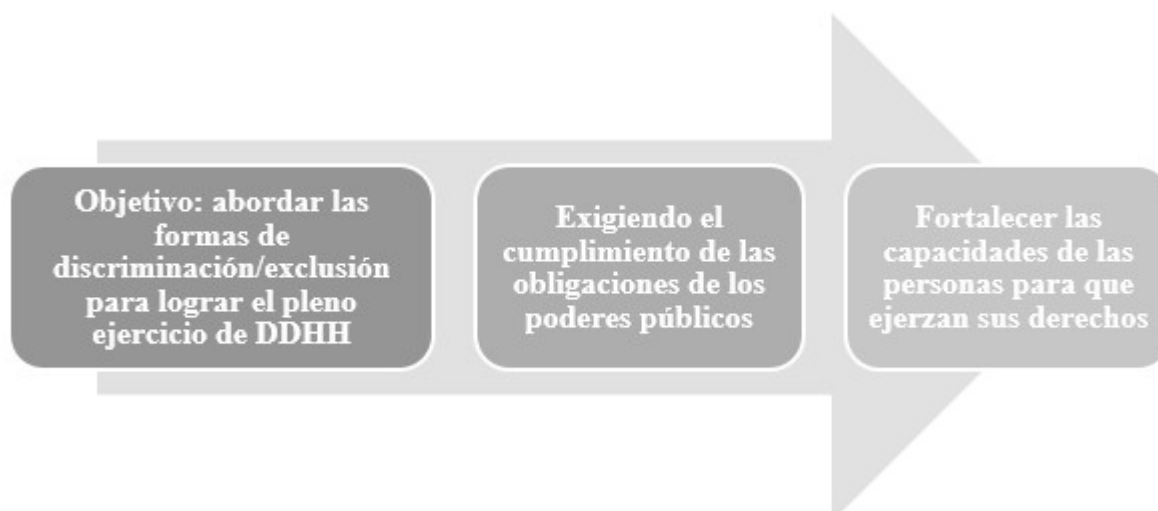 Objetivo: abordar las
formas de
discriminación/exclusión
para lograr el pleno
ejercicio de DDHH
Exigiendo el
cumplimiento de las
obligaciones de los
poderes públicos
Fortalecer las
capacidades de las
personas para que
ejerzan sus derechos